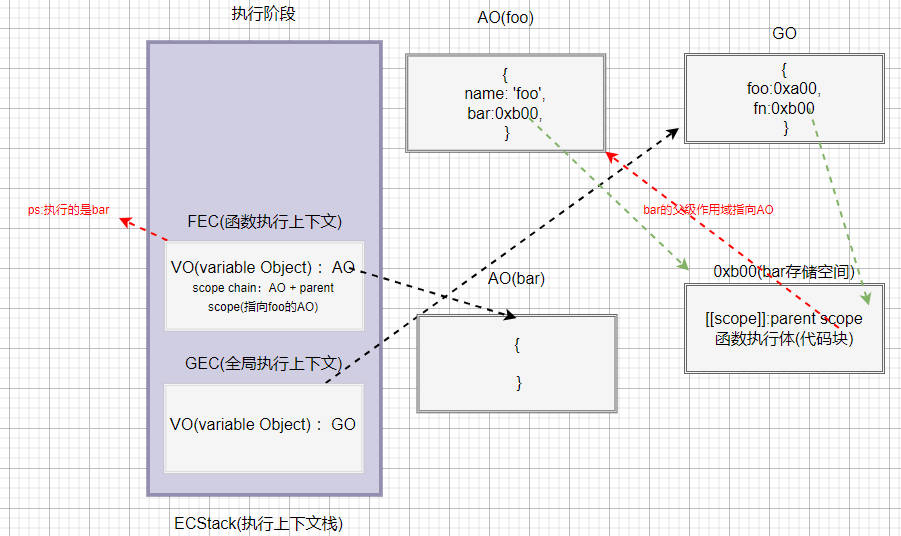 执行阶段
AO(foo)
GO
{
name: 'foo',
bar:0xb00,
}
{
foo:0xa00,
fn:0xb00
}
ps:执行的是bar
bar的父级作用域指向AO
FEC(函数执行上下文)
VO(variable Object)： AO
scope chain：AO + parent
scope(指向foo的AO)
AO(bar)
{
}
0xb00(bar存储空间)
[[scope]]:parent scope
函数执行体(代码块)
GEC(全局执行上下文)
VO(variable Object)： GO
ECStack(执行上下文栈)